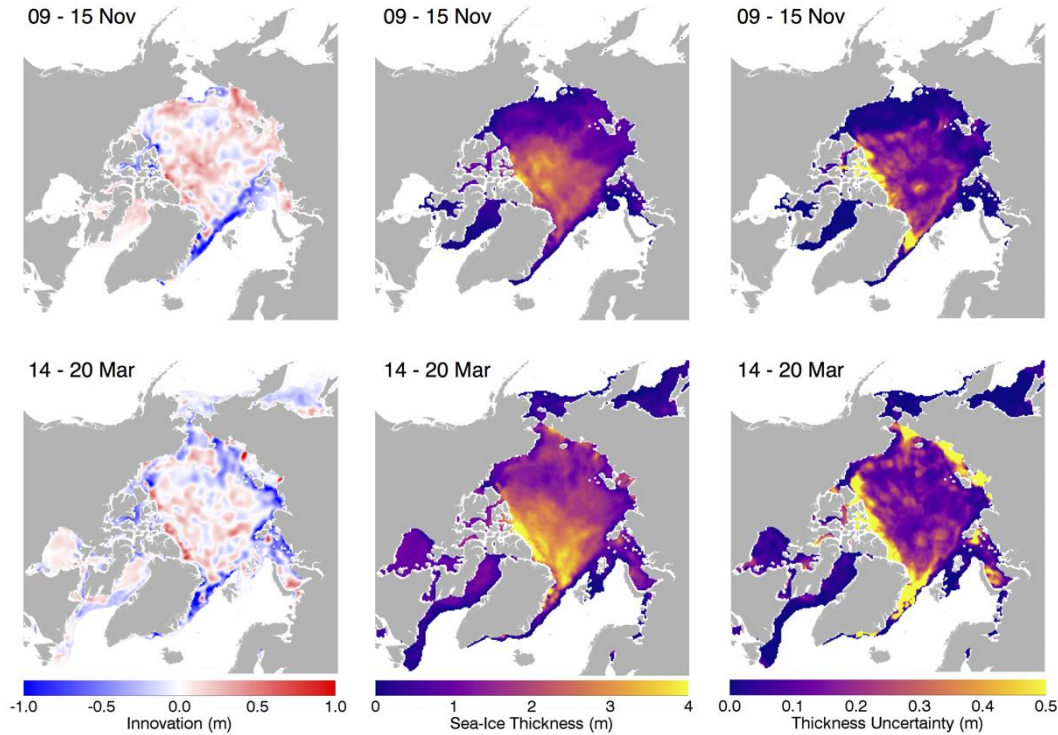 09 - 15 Nov
09 - 15 Nov
09 - 15 Nov
14 - 20 Mar
14 - 20 Mar
14 - 20 Mar
-1.0 -0.5 0.0 0.5 1.0
Innovation (m)
0 1 2 3 4
Sea-Ice Thickness (m)
0.0 0.1 0.2 0.3 0.4 0.5
Thickness Uncertainty (m)